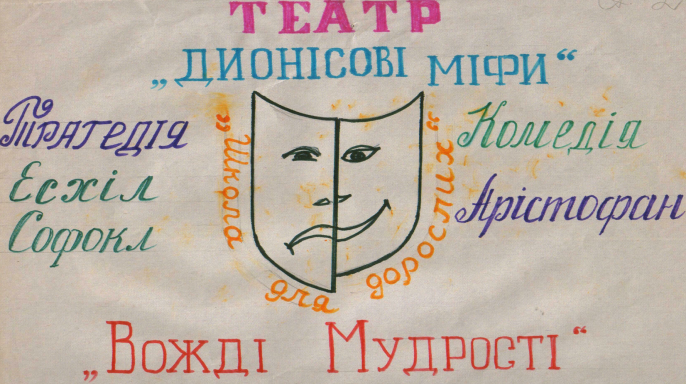 ТЕАТР
„ДИОНІСОВІ МІФИ“
Трагедія
Есхіл
Софокл
„Школа для дорослих“
Комедія
Арістофан
„Вожді Мудрості“